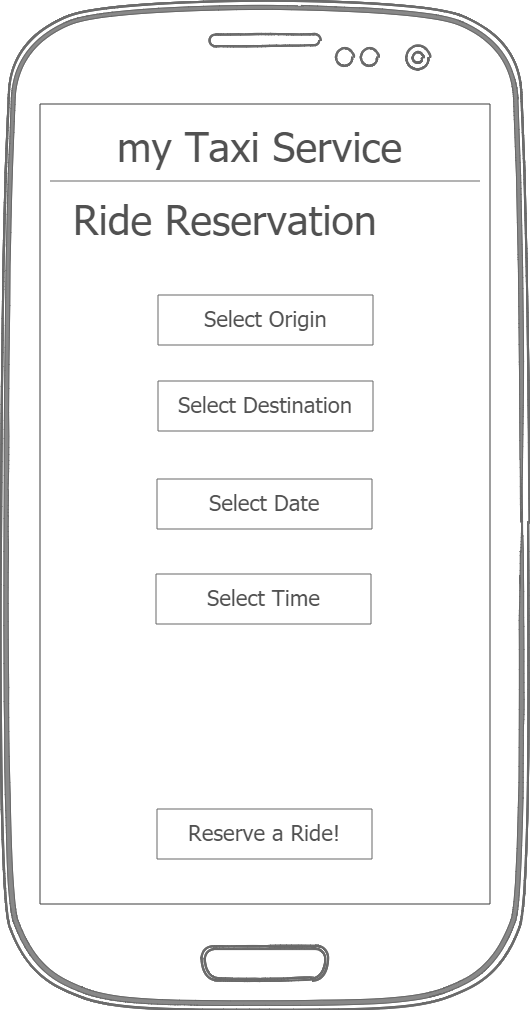 my Taxi Service
Ride Reservation
Select Origin
Select Destination
Select Date
Select Time
Reserve a Ride!